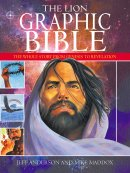 THE LION
GRAPHIC
BIBLE
THE WHOLE STORY FROM GENESIS TO REVELATION
JEFF ANDERSON AND MIKE MADDOX